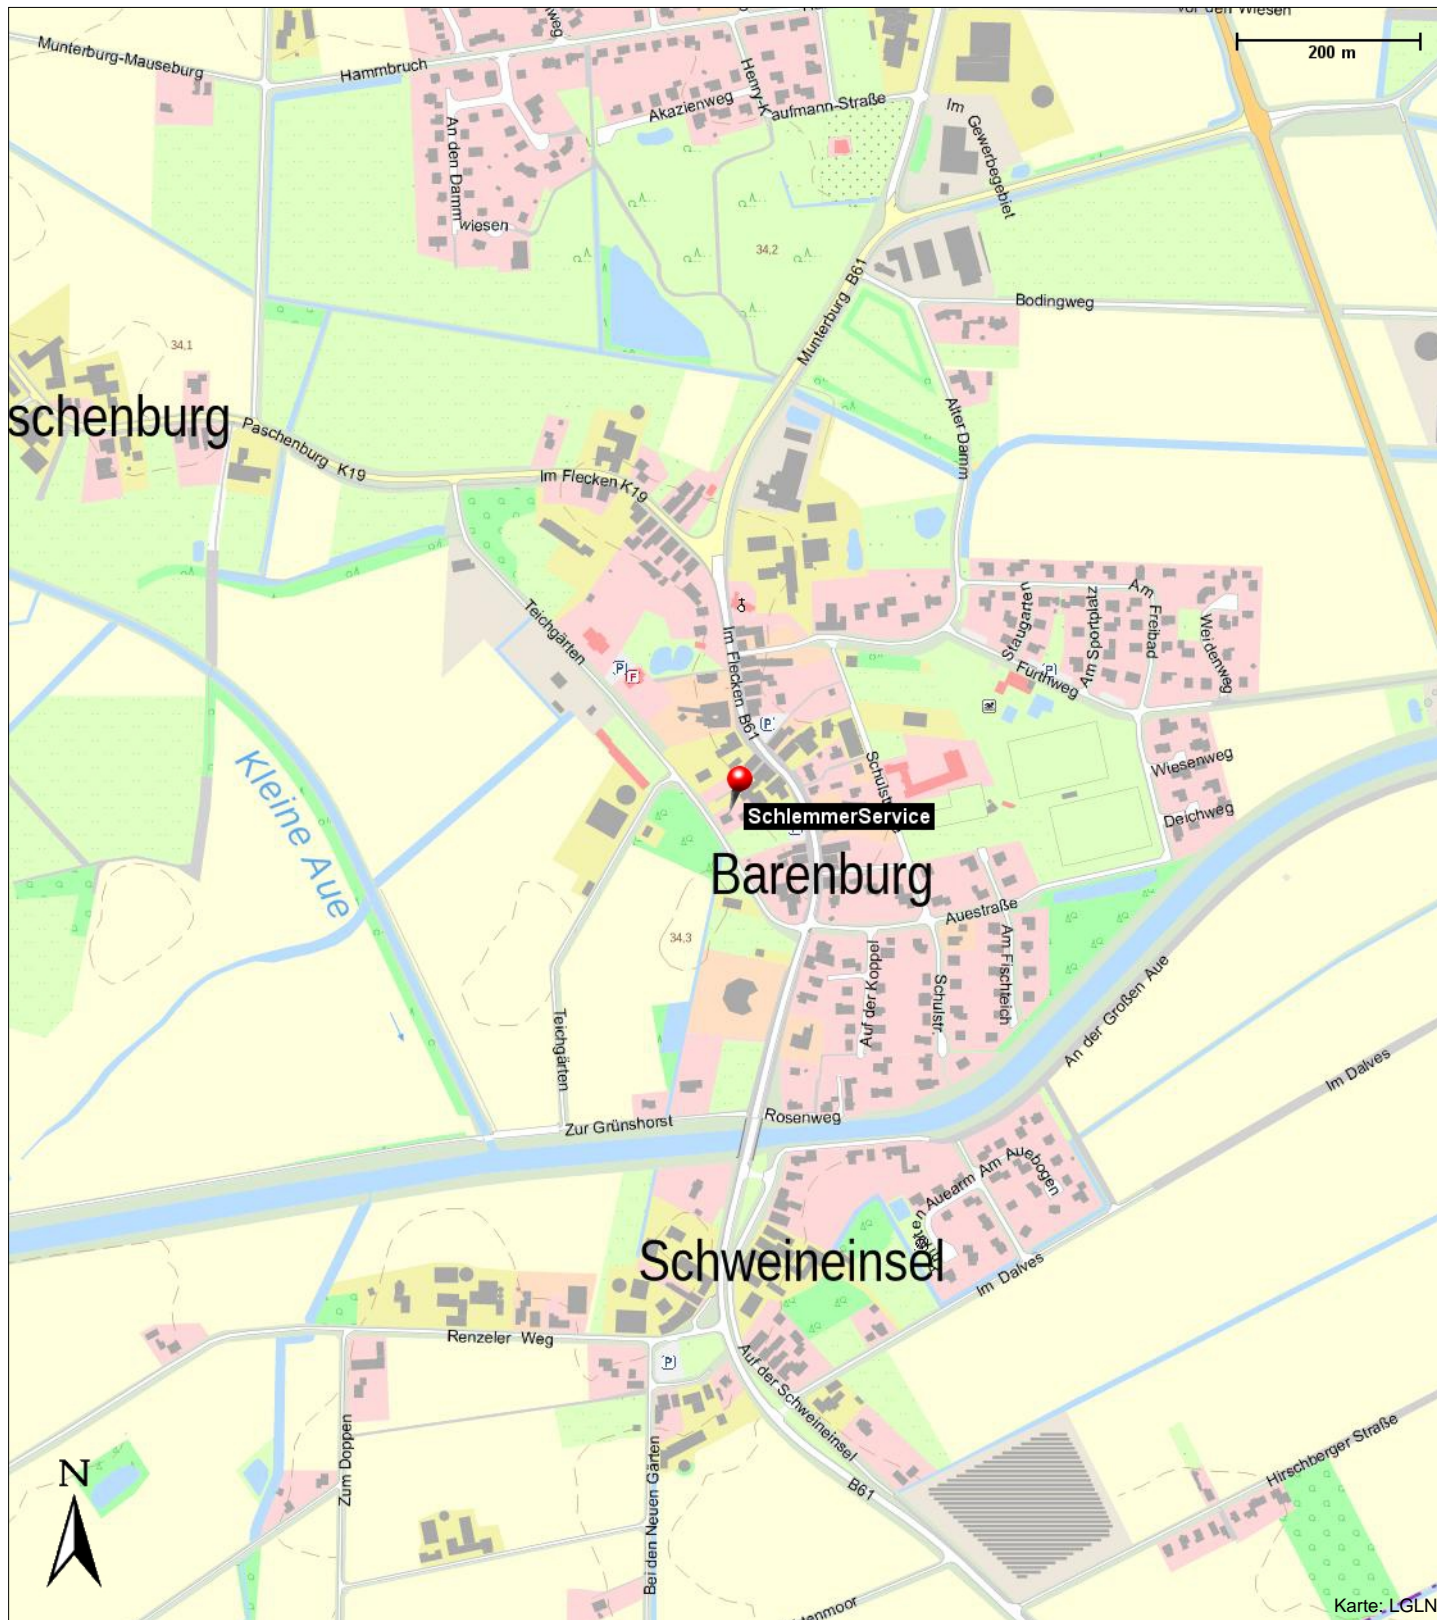 vor den Wiesen
200 m
Munterburg-Mauseburg
Hammbruch
Henry-Kaufmann-Straße
Akazienweg
Im Gewerbegebiet
An den Dammwiesen
34,2
Munterburg B61
Bodingweg
34,1
schenburg
Paschenburg K19
Alter Damm
Im Flecken K19
Teichgärten
Im Flecken B61
Staugarten
Am Sportplatz
Am Freibad
Weidenweg
Furthweg
P
F
P
P
Kleine Aue
Wiesenweg
Deichweg
SchlemmerService
Barenburg
Auestraße
34,3
Auf der Koppel
Schulstr.
Am Fischteich
An der Großen Aue
Teichgärten
Im Dalves
Zur Grünshorst
Rosenweg
Am Auebogen
Schweineinsel
Im Dalves
Renzeler Weg
P
Auf der Schweineinsel
Zum Doppen
Bei den Neuen Gärten
B61
Hirschberger Straße
N
tenmoor
Karte: LGLN